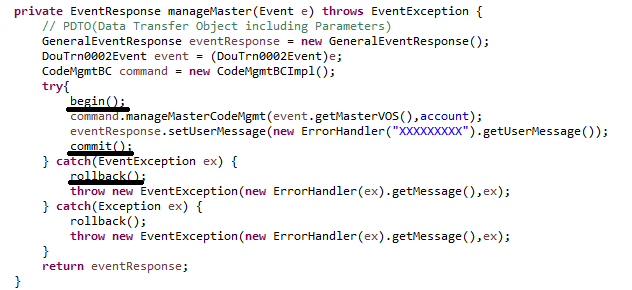 private EventResponse manageMaster(Event e) throws EventException {
// PDTO(Data Transfer Object including Parameters)
GeneralEventResponse eventResponse = new GeneralEventResponse();
DouTrn0002Event event = (DouTrn0002Event)e;
CodeMgmtBC command = new CodeMgmtBCImpl();
try{
begin();
command.manageMasterCodeMgmt(event.getMasterVOS(),account);
eventResponse.setUserMessage(new ErrorHandler("XXXXXXXXX").getUserMessage());
commit();
} catch(EventException ex) {
rollback();
throw new EventException(new ErrorHandler(ex).getMessage(),ex);
} catch(Exception ex) {
rollback();
throw new EventException(new ErrorHandler(ex).getMessage(),ex);
}
return eventResponse;
}